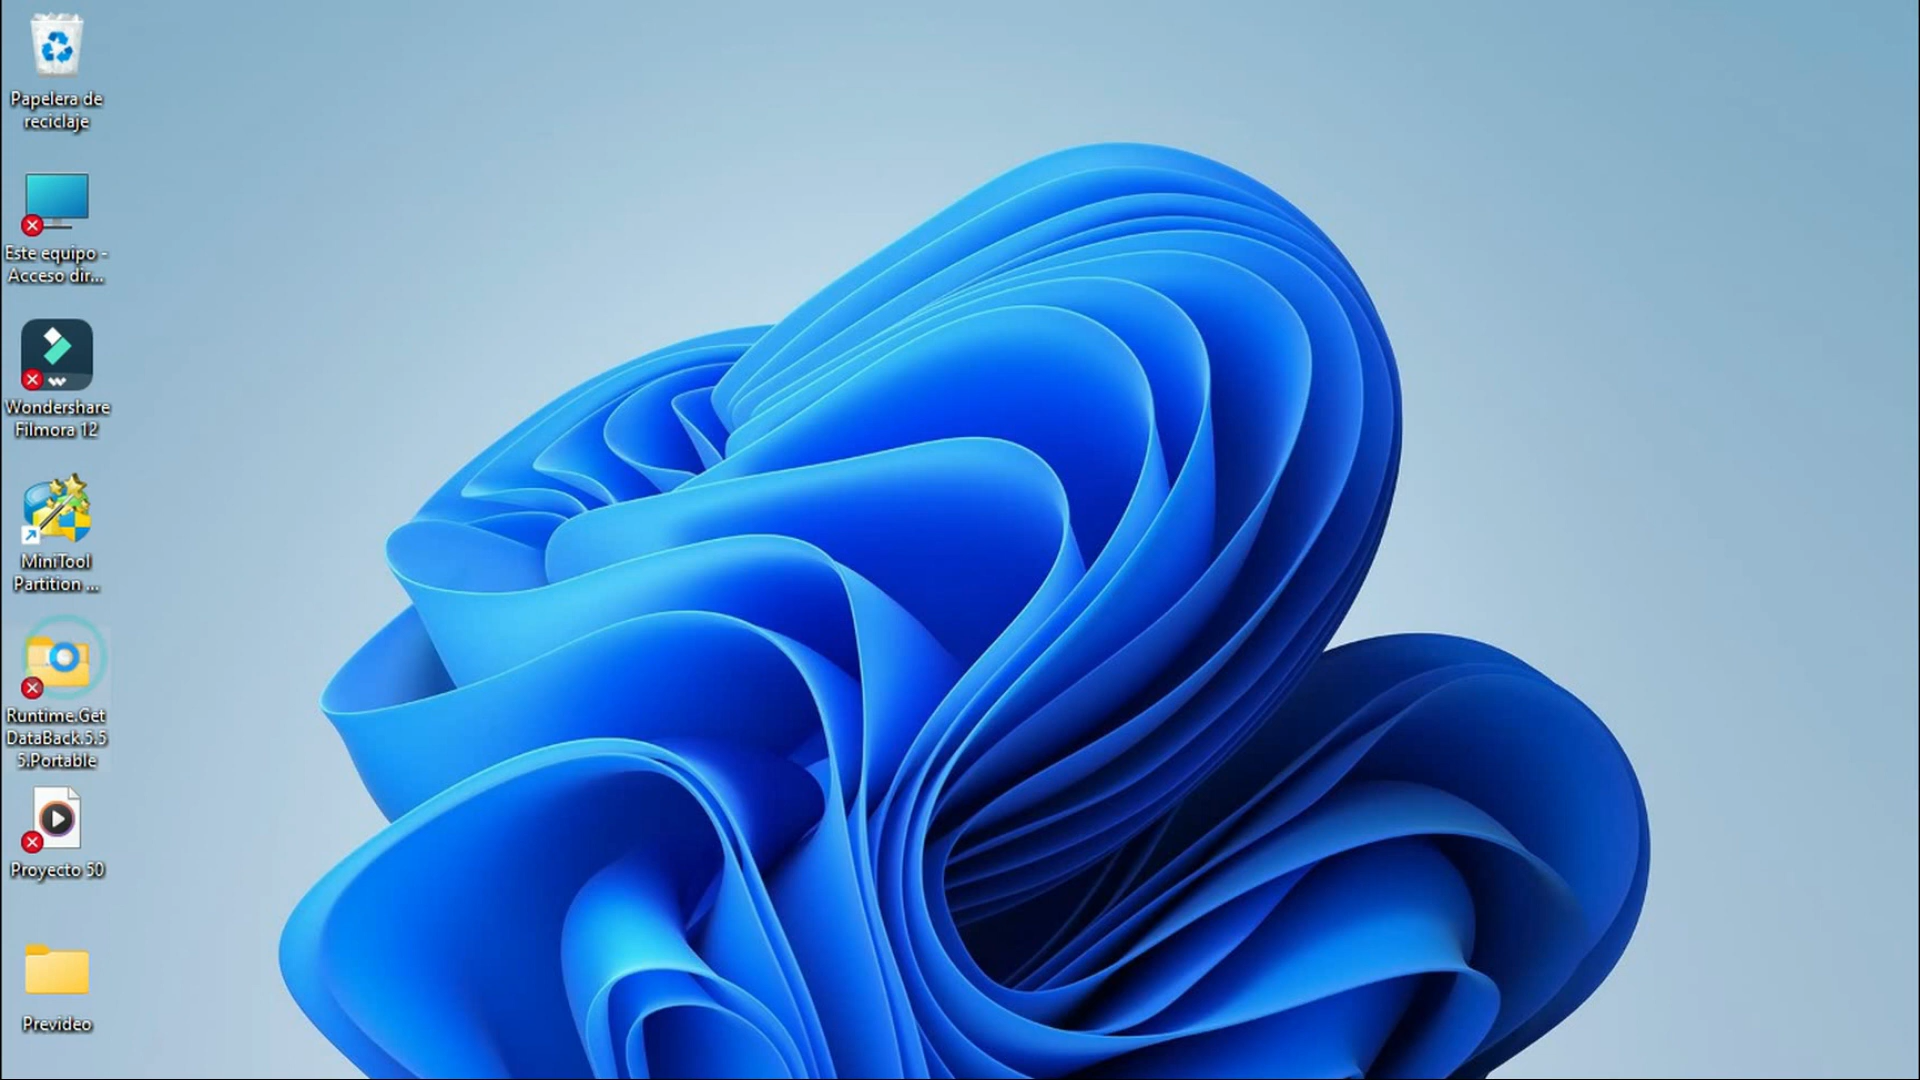 Papelera de
reciclaje
Este equipo -
Acceso dir...
Wondershare
Filmora 12
MiniTool
Partition ...
Runtime.Get
DataBack.5.5
5.Portable
Proyecto 50
Prevideo